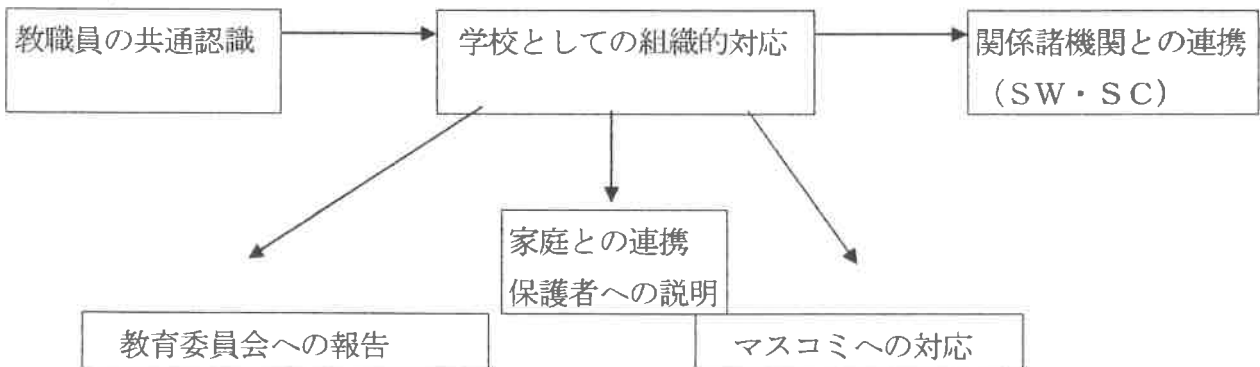 教職員の共通認識
学校としての組織的対応
関係諸機関との連携
（ＳＷ・ＳＣ）
家庭との連携
保護者への説明
教育委員会への報告
マスコミへの対応